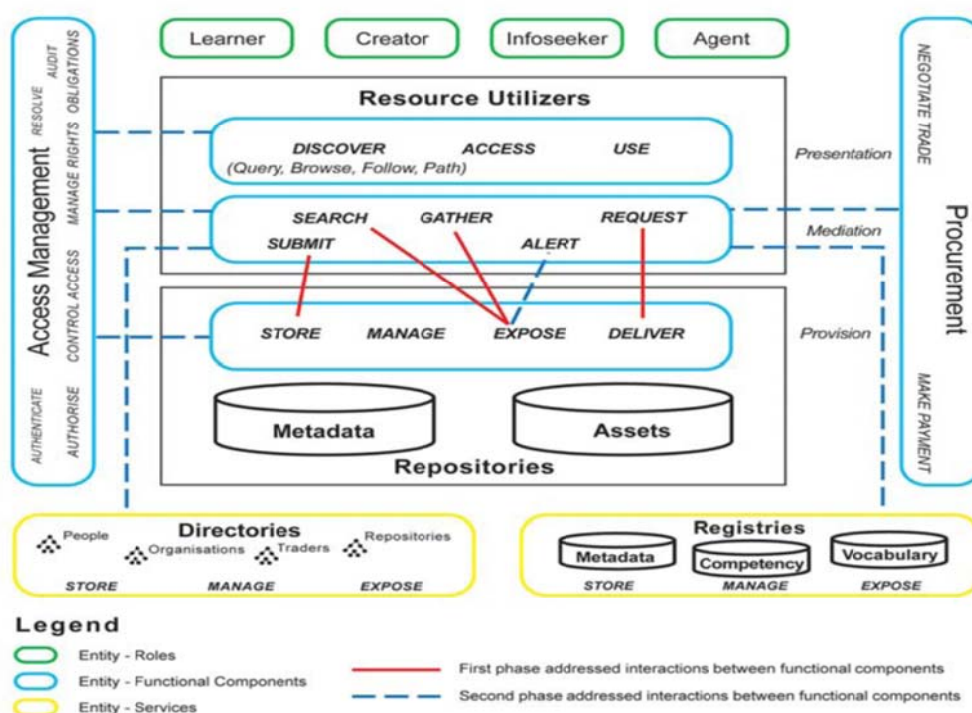 Learner
Creator
Infoseeker
Agent
Access Management
AUDIT
RESOLVE
OBLIGATIONS
MANAGE RIGHTS
CONTROL ACCESS
AUTHENTICATE
AUTHORISE
Resource Utilizers
DISCOVER ACCESS USE
(Query, Browse, Follow, Path)
Presentation
SEARCH GATHER REQUEST
SUBMIT ALERT
Mediation
STORE MANAGE EXPOSE DELIVER
Provision
Metadata
Assets
Repositories
NEGOTIATE TRADE
Procurement
MAKE PAYMENT
Directories
People
Organisations
Traders
Repositories
STORE MANAGE EXPOSE
Registries
Metadata
Competency
Vocabulary
STORE MANAGE EXPOSE
Legend
Entity - Roles
Entity - Functional Components
Entity - Services
First phase addressed interactions between functional components
Second phase addressed interactions between functional components